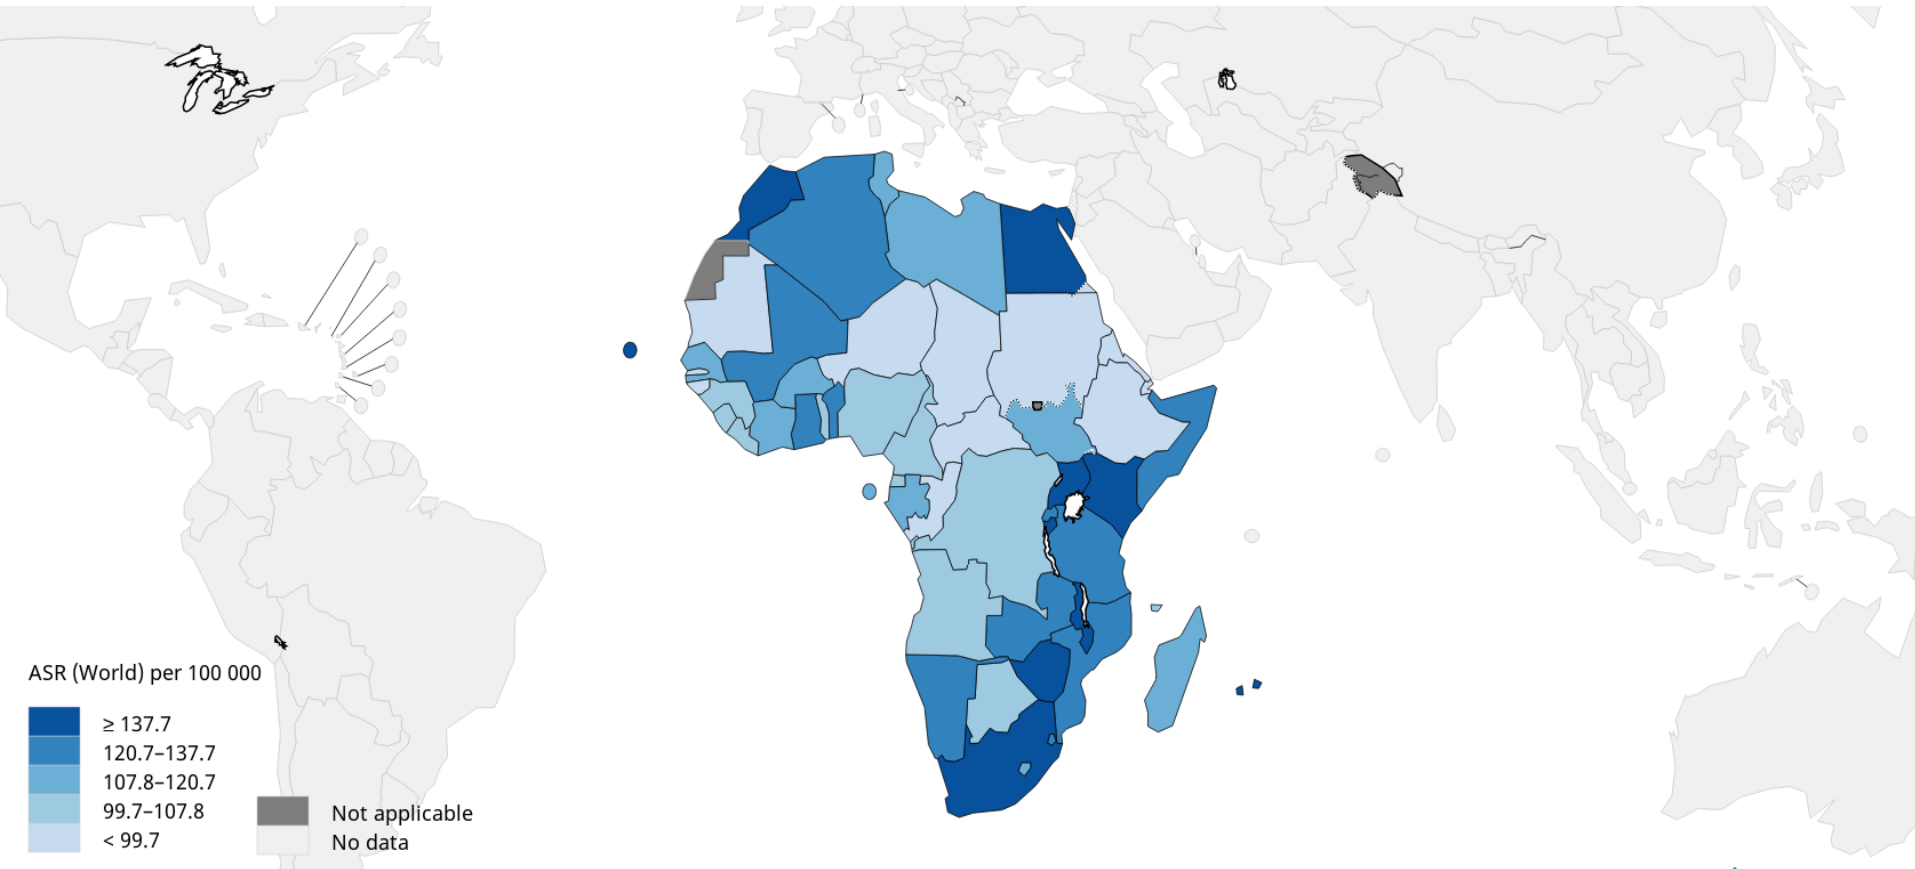 ASR (World) per 100 000
≥ 137.7
120.7–137.7
107.8–120.7
99.7–107.8
< 99.7
Not applicable
No data